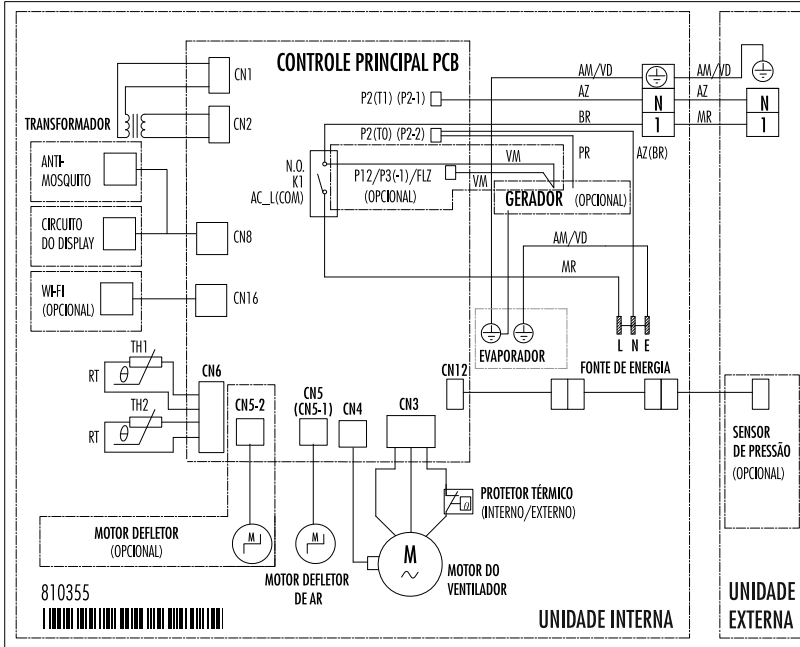 CONTROLE PRINCIPAL PCB
CN1
CN2
TRANSFORMADOR
ANTI-
MOSQUITO
CIRCUITO
DO DISPLAY
CN8
WI-FI
(OPCIONAL)
CN16
P2(T1) (P2-1)
P2(T0) (P2-2)
N.O.
K1
AC_L(COM)
P12/P3(-1)/FLZ
(OPCIONAL)
VM
VM
GERADOR (OPCIONAL)
AM/VD
AZ
BR
PR
AZ(BR)
N
1
AM/VD
AZ
MR
N
1
AM/VD
MR
EVAPORADOR
L N E
FONTE DE ENERGIA
TH1
RT
θ
TH2
RT
θ
CN6
CN5-2
CN5
(CN5-1)
CN4
CN3
CN12
SENSOR
DE PRESSÃO
(OPCIONAL)
PROTETOR TÉRMICO
(INTERNO/EXTERNO)
θ
MOTOR DEFLETOR
(OPCIONAL)
M
M
MOTOR DEFLETOR
DE AR
M
~
MOTOR DO
VENTILADOR
810355
UNIDADE INTERNA
UNIDADE
EXTERNA